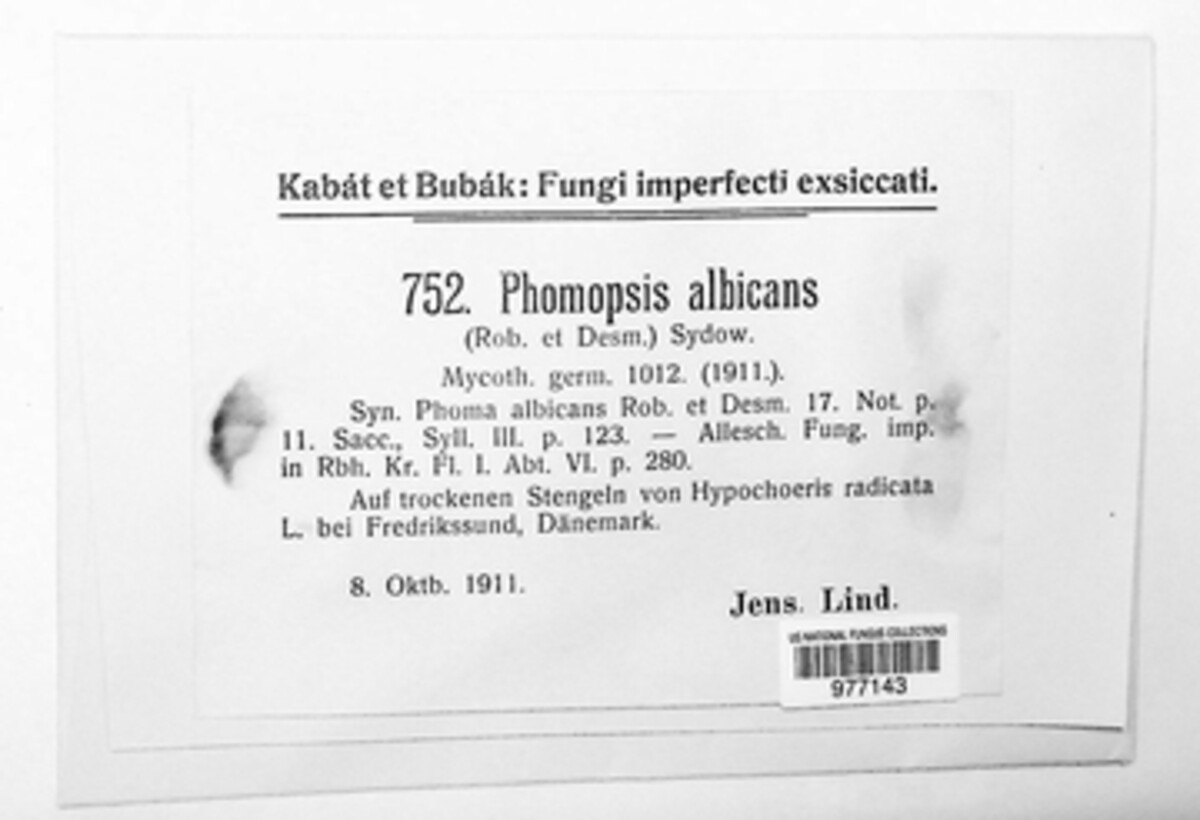 Kabát et Bubák: Fungi imperfecti exsiccati.
752. Phomopsis albicans
(Rob. et Desm.) Sydow.
Mycoth. germ. 1012. (1911.).
Syn. Phoma albicans Rob. et Desm. 17. Not. p.
11. Sacc., Syll. III. p. 123. — Allesch. Fung. imp.
in Rbh. Kr. Fl. I. Abt. VI. p. 280.
Auf trockenen Stengeln von Hypochoeris radicata
L. bei Fredrikssund, Dänemark.
8. Oktb. 1911.
Jens. Lind.
US NATIONAL FUNGUS COLLECTIONS
977143